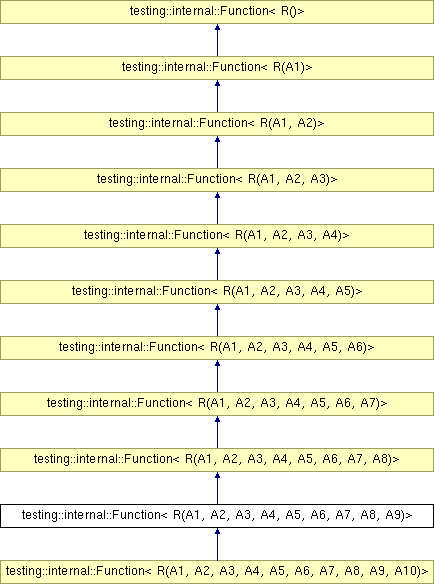 testing::internal::Function< R()>
testing::internal::Function< R(A1)>
testing::internal::Function< R(A1, A2)>
testing::internal::Function< R(A1, A2, A3)>
testing::internal::Function< R(A1, A2, A3, A4)>
testing::internal::Function< R(A1, A2, A3, A4, A5)>
testing::internal::Function< R(A1, A2, A3, A4, A5, A6)>
testing::internal::Function< R(A1, A2, A3, A4, A5, A6, A7)>
testing::internal::Function< R(A1, A2, A3, A4, A5, A6, A7, A8)>
testing::internal::Function< R(A1, A2, A3, A4, A5, A6, A7, A8, A9)>
testing::internal::Function< R(A1, A2, A3, A4, A5, A6, A7, A8, A9, A10)>